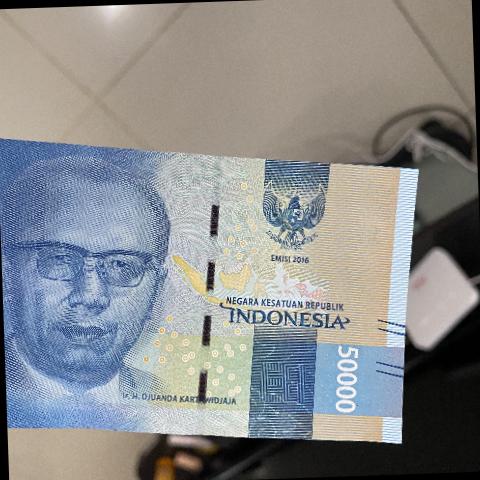 EMISI 2016
NEGARA KESATUAN REPUBLIK
INDONESIA
50000
Ir. H. DJUANDA KARTAWIDJAJA